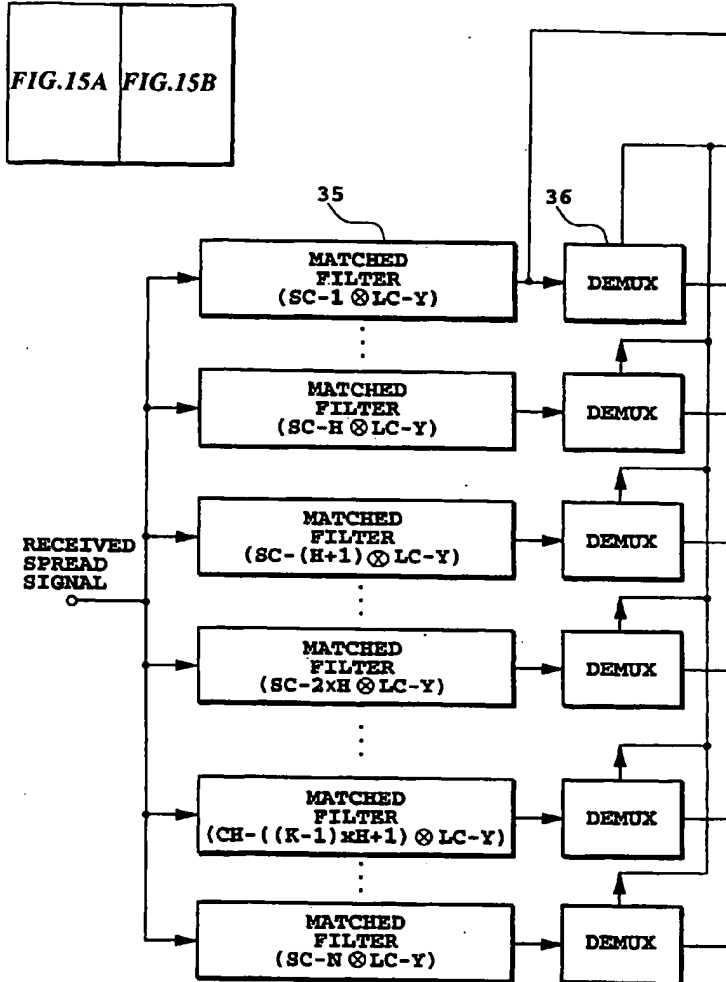 FIG.15A FIG.15B
35
36
MATCHED
FILTER
(SC-1⊗LC-Y)
DEMUX
MATCHED
FILTER
(SC-H⊗LC-Y)
DEMUX
RECEIVED
SPREAD
SIGNAL
MATCHED
FILTER
(SC-(H+1)⊗LC-Y)
DEMUX
MATCHED
FILTER
(SC-2×H⊗LC-Y)
DEMUX
MATCHED
FILTER
(CH-((K-1)×H+1)⊗LC-Y)
DEMUX
MATCHED
FILTER
(SC-N⊗LC-Y)
DEMUX